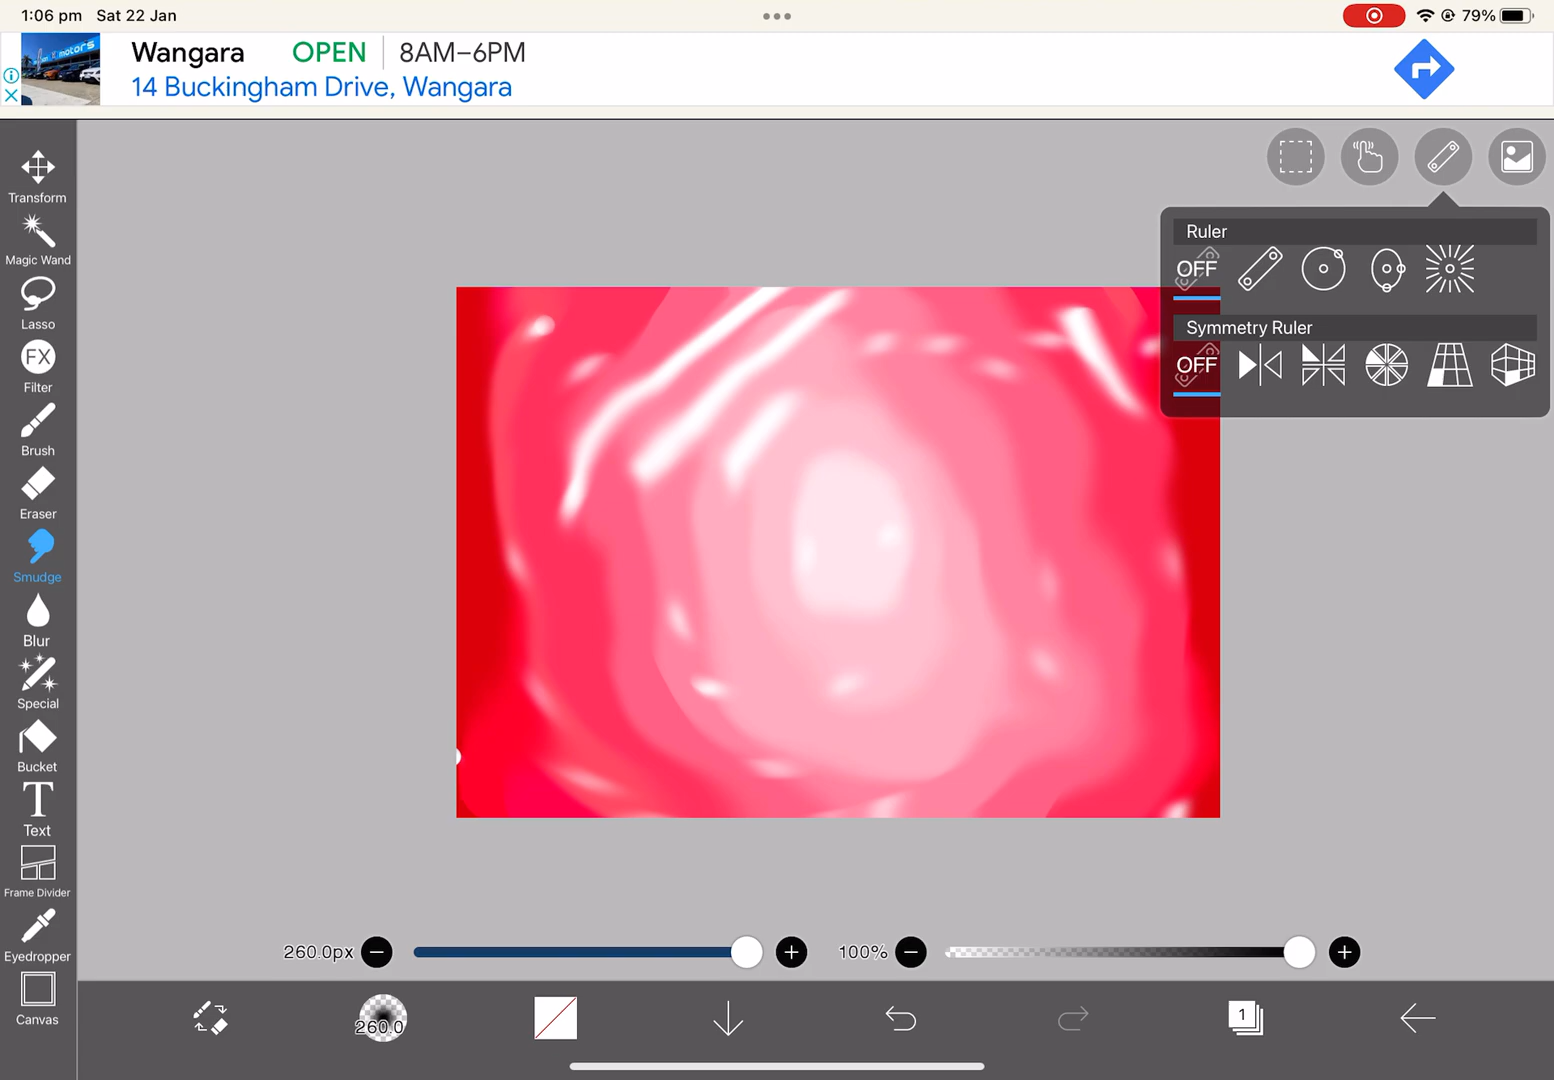 1:06 pm Sat 22 Jan
79%
motors
Wangara OPEN 8AM–6PM
14 Buckingham Drive, Wangara
Transform
Magic Wand
Lasso
FX
Filter
Brush
Eraser
Smudge
Blur
Special
Bucket
T
Text
Frame Divider
Eyedropper
Canvas
Ruler
OFF
Symmetry Ruler
OFF
260.0px
100%
260.0
1